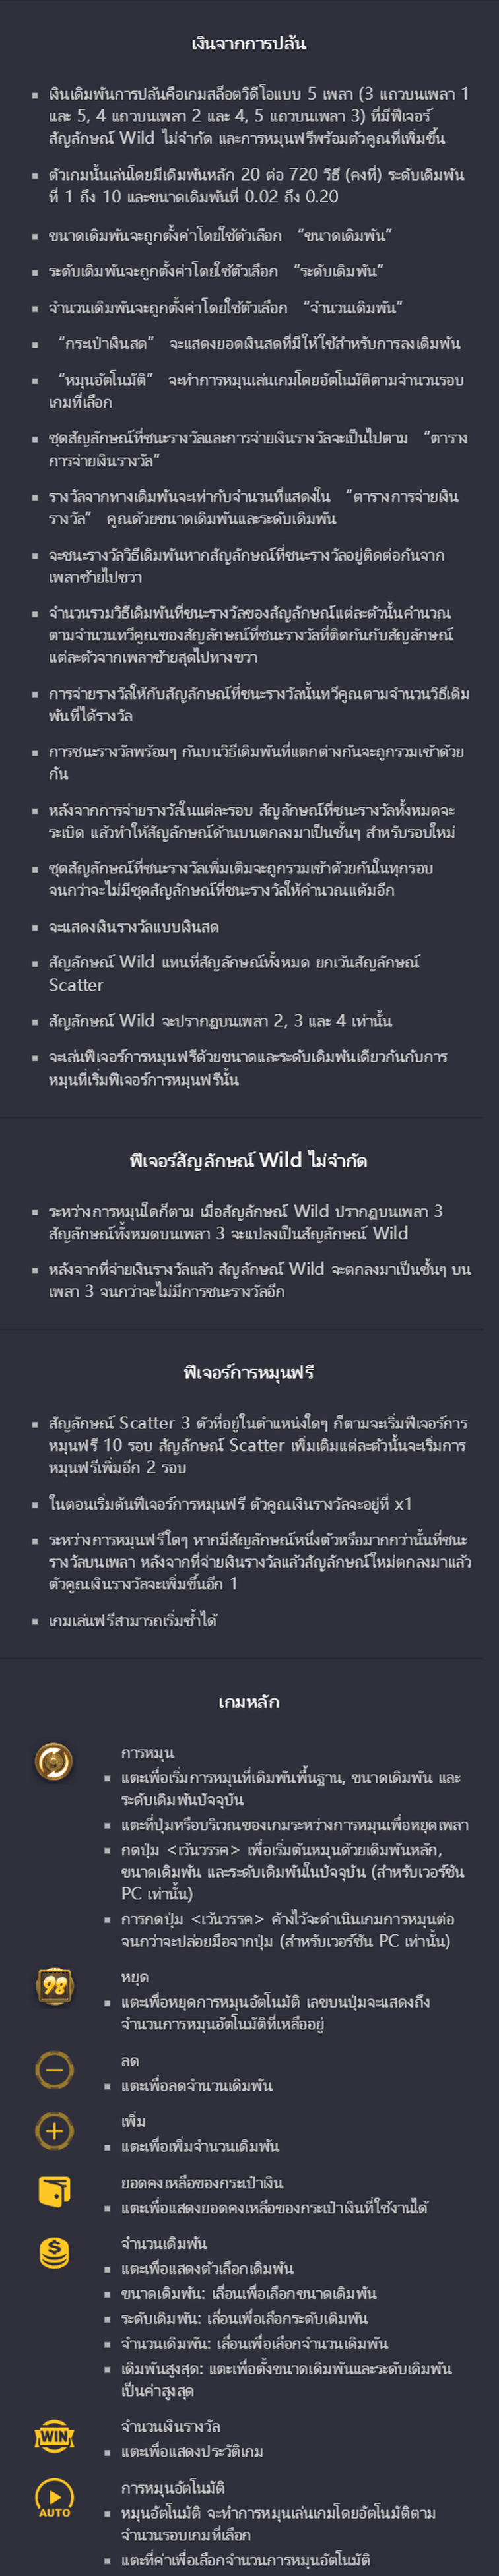 เงินจากการปล้น
เงินเดิมพันการปล้นคือเกมสล็อตวิดีโอแบบ 5 เพลา (3 แถวบนเพลา 1
และ 5, 4 แถวบนเพลา 2 และ 4, 5 แถวบนเพลา 3) ที่มีฟีเจอร์
สัญลักษณ์ Wild ไม่จำกัด และการหมุนฟรีพร้อมตัวคูณที่เพิ่มขึ้น
ตัวเกมนั้นเล่นโดยมีเดิมพันหลัก 20 ต่อ 720 วิธี (คงที่) ระดับเดิมพัน
ที่ 1 ถึง 10 และขนาดเดิมพันที่ 0.02 ถึง 0.20
ขนาดเดิมพันจะถูกตั้งค่าโดยใช้ตัวเลือก “ขนาดเดิมพัน”
ระดับเดิมพันจะถูกตั้งค่าโดยใช้ตัวเลือก “ระดับเดิมพัน”
จำนวนเดิมพันจะถูกตั้งค่าโดยใช้ตัวเลือก “จำนวนเดิมพัน”
“กระเป๋าเงินสด” จะแสดงยอดเงินสดที่มีให้ใช้สำหรับการลงเดิมพัน
“หมุนอัตโนมัติ” จะทำการหมุนเล่นเกมโดยอัตโนมัติตามจำนวนรอบ
เกมที่เลือก
ชุดสัญลักษณ์ที่ชนะรางวัลและการจ่ายเงินรางวัลจะเป็นไปตาม “ตาราง
การจ่ายเงินรางวัล”
รางวัลจากทางเดิมพันจะเท่ากับจำนวนที่แสดงใน “ตารางการจ่ายเงิน
รางวัล” คูณด้วยขนาดเดิมพันและระดับเดิมพัน
จะชนะรางวัลวิธีเดิมพันหากสัญลักษณ์ที่ชนะรางวัลอยู่ติดต่อกันจาก
เพลาซ้ายไปขวา
จำนวนรวมวิธีเดิมพันที่ชนะรางวัลของสัญลักษณ์แต่ละตัวนั้นคำนวณ
ตามจำนวนทวีคูณของสัญลักษณ์ที่ชนะรางวัลที่ติดกันกับสัญลักษณ์
แต่ละตัวจากเพลาซ้ายสุดไปทางขวา
การจ่ายรางวัลให้กับสัญลักษณ์ที่ชนะรางวัลนั้นทวีคูณตามจำนวนวิธีเดิม
พันที่ได้รางวัล
การชนะรางวัลพร้อมๆ กันบนวิธีเดิมพันที่แตกต่างกันจะถูกรวมเข้าด้วย
กัน
หลังจากการจ่ายรางวัลในแต่ละรอบ สัญลักษณ์ที่ชนะรางวัลทั้งหมดจะ
ระเบิด แล้วทำให้สัญลักษณ์ด้านบนตกลงมาเป็นชั้นๆ สำหรับรอบใหม่
ชุดสัญลักษณ์ที่ชนะรางวัลเพิ่มเติมจะถูกรวมเข้าด้วยกันในทุกรอบ
จนกว่าจะไม่มีชุดสัญลักษณ์ที่ชนะรางวัลให้คำนวณแต้มอีก
จะแสดงเงินรางวัลแบบเงินสด
สัญลักษณ์ Wild แทนที่สัญลักษณ์ทั้งหมด ยกเว้นสัญลักษณ์
Scatter
สัญลักษณ์ Wild จะปรากฏบนเพลา 2, 3 และ 4 เท่านั้น
จะเล่นฟีเจอร์การหมุนฟรีด้วยขนาดและระดับเดิมพันเดียวกันกับการ
หมุนที่เริ่มฟีเจอร์การหมุนฟรีนั้น
ฟีเจอร์สัญลักษณ์ Wild ไม่จำกัด
ระหว่างการหมุนใดก็ตาม เมื่อสัญลักษณ์ Wild ปรากฏบนเพลา 3
สัญลักษณ์ทั้งหมดบนเพลา 3 จะแปลงเป็นสัญลักษณ์ Wild
หลังจากที่จ่ายเงินรางวัลแล้ว สัญลักษณ์ Wild จะตกลงมาเป็นชั้นๆ บน
เพลา 3 จนกว่าจะไม่มีการชนะรางวัลอีก
ฟีเจอร์การหมุนฟรี
สัญลักษณ์ Scatter 3 ตัวที่อยู่ในตำแหน่งใดๆ ก็ตามจะเริ่มฟีเจอร์การ
หมุนฟรี 10 รอบ สัญลักษณ์ Scatter เพิ่มเติมแต่ละตัวนั้นจะเริ่มการ
หมุนฟรีเพิ่มอีก 2 รอบ
ในตอนเริ่มต้นฟีเจอร์การหมุนฟรี ตัวคูณเงินรางวัลจะอยู่ที่ x1
ระหว่างการหมุนฟรีใดๆ หากมีสัญลักษณ์หนึ่งตัวหรือมากกว่านั้นที่ชนะ
รางวัลบนเพลา หลังจากที่จ่ายเงินรางวัลแล้วสัญลักษณ์ใหม่ตกลงมาแล้ว
ตัวคูณเงินรางวัลจะเพิ่มขึ้นอีก 1
เกมเล่นฟรีสามารถเริ่มซ้ำได้
เกมหลัก
การหมุน
แตะเพื่อเริ่มการหมุนที่เดิมพันพื้นฐาน, ขนาดเดิมพัน และ
ระดับเดิมพันปัจจุบัน
แตะที่ปุ่มหรือบริเวณของเกมระหว่างการหมุนเพื่อหยุดเพลา
กดปุ่ม <เว้นวรรค> เพื่อเริ่มต้นหมุนด้วยเดิมพันหลัก,
ขนาดเดิมพัน และระดับเดิมพันในปัจจุบัน (สำหรับเวอร์ชัน
PC เท่านั้น)
การกดปุ่ม <เว้นวรรค> ค้างไว้จะดำเนินเกมการหมุนต่อ
จนกว่าจะปล่อยมือจากปุ่ม (สำหรับเวอร์ชัน PC เท่านั้น)
98
หยุด
แตะเพื่อหยุดการหมุนอัตโนมัติ เลขบนปุ่มจะแสดงถึง
จำนวนการหมุนอัตโนมัติที่เหลืออยู่
ลด
แตะเพื่อลดจำนวนเดิมพัน
เพิ่ม
แตะเพื่อเพิ่มจำนวนเดิมพัน
ยอดคงเหลือของกระเป๋าเงิน
แตะเพื่อแสดงยอดคงเหลือของกระเป๋าเงินที่ใช้งานได้
จำนวนเดิมพัน
แตะเพื่อแสดงตัวเลือกเดิมพัน
ขนาดเดิมพัน: เลื่อนเพื่อเลือกขนาดเดิมพัน
ระดับเดิมพัน: เลื่อนเพื่อเลือกระดับเดิมพัน
จำนวนเดิมพัน: เลื่อนเพื่อเลือกจำนวนเดิมพัน
เดิมพันสูงสุด: แตะเพื่อตั้งขนาดเดิมพันและระดับเดิมพัน
เป็นค่าสูงสุด
WIN
จำนวนเงินรางวัล
แตะเพื่อแสดงประวัติเกม
AUTO
การหมุนอัตโนมัติ
หมุนอัตโนมัติ จะทำการหมุนเล่นเกมโดยอัตโนมัติตาม
จำนวนรอบเกมที่เลือก
แตะที่ค่าเพื่อเลือกจำนวนการหมุนอัตโนมัติ